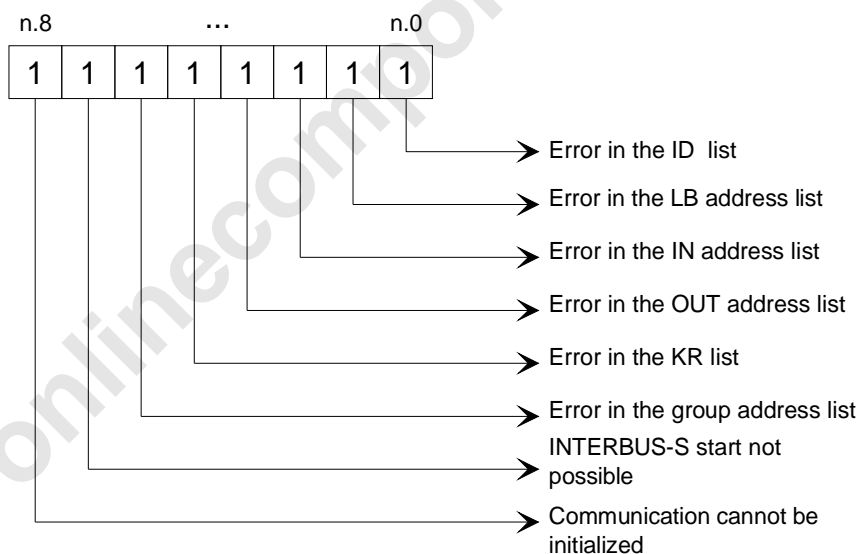 n.8 ... n.0
1 1 1 1 1 1 1 1
Error in the ID list
Error in the LB address list
Error in the IN address list
Error in the OUT address list
Error in the KR list
Error in the group address list
INTERBUS-S start not
possible
Communication cannot be
initialized
onlinecompon